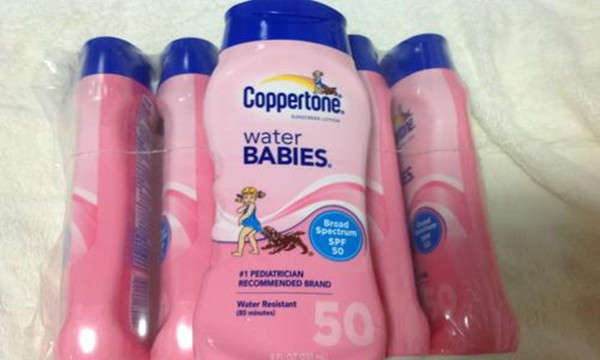 Coppertone®
SUNSCREEN LOTION
water
BABIES®
Broad
Spectrum
SPF
50
#1 PEDIATRICIAN
RECOMMENDED BRAND
Water Resistant
(80 minutes)
50